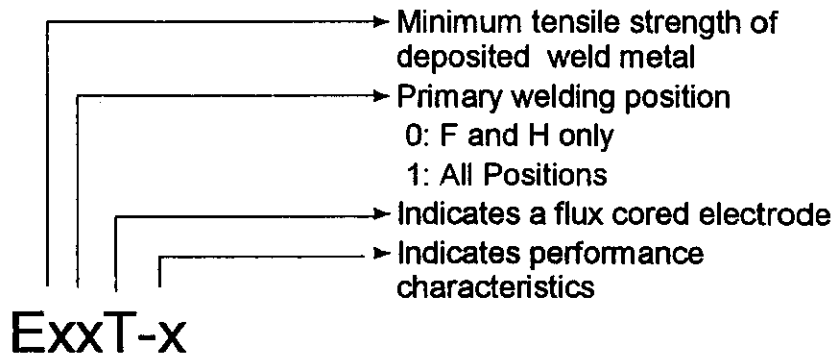 Minimum tensile strength of
deposited weld metal
Primary welding position
0: F and H only
1: All Positions
Indicates a flux cored electrode
Indicates performance
characteristics
ExxT-x